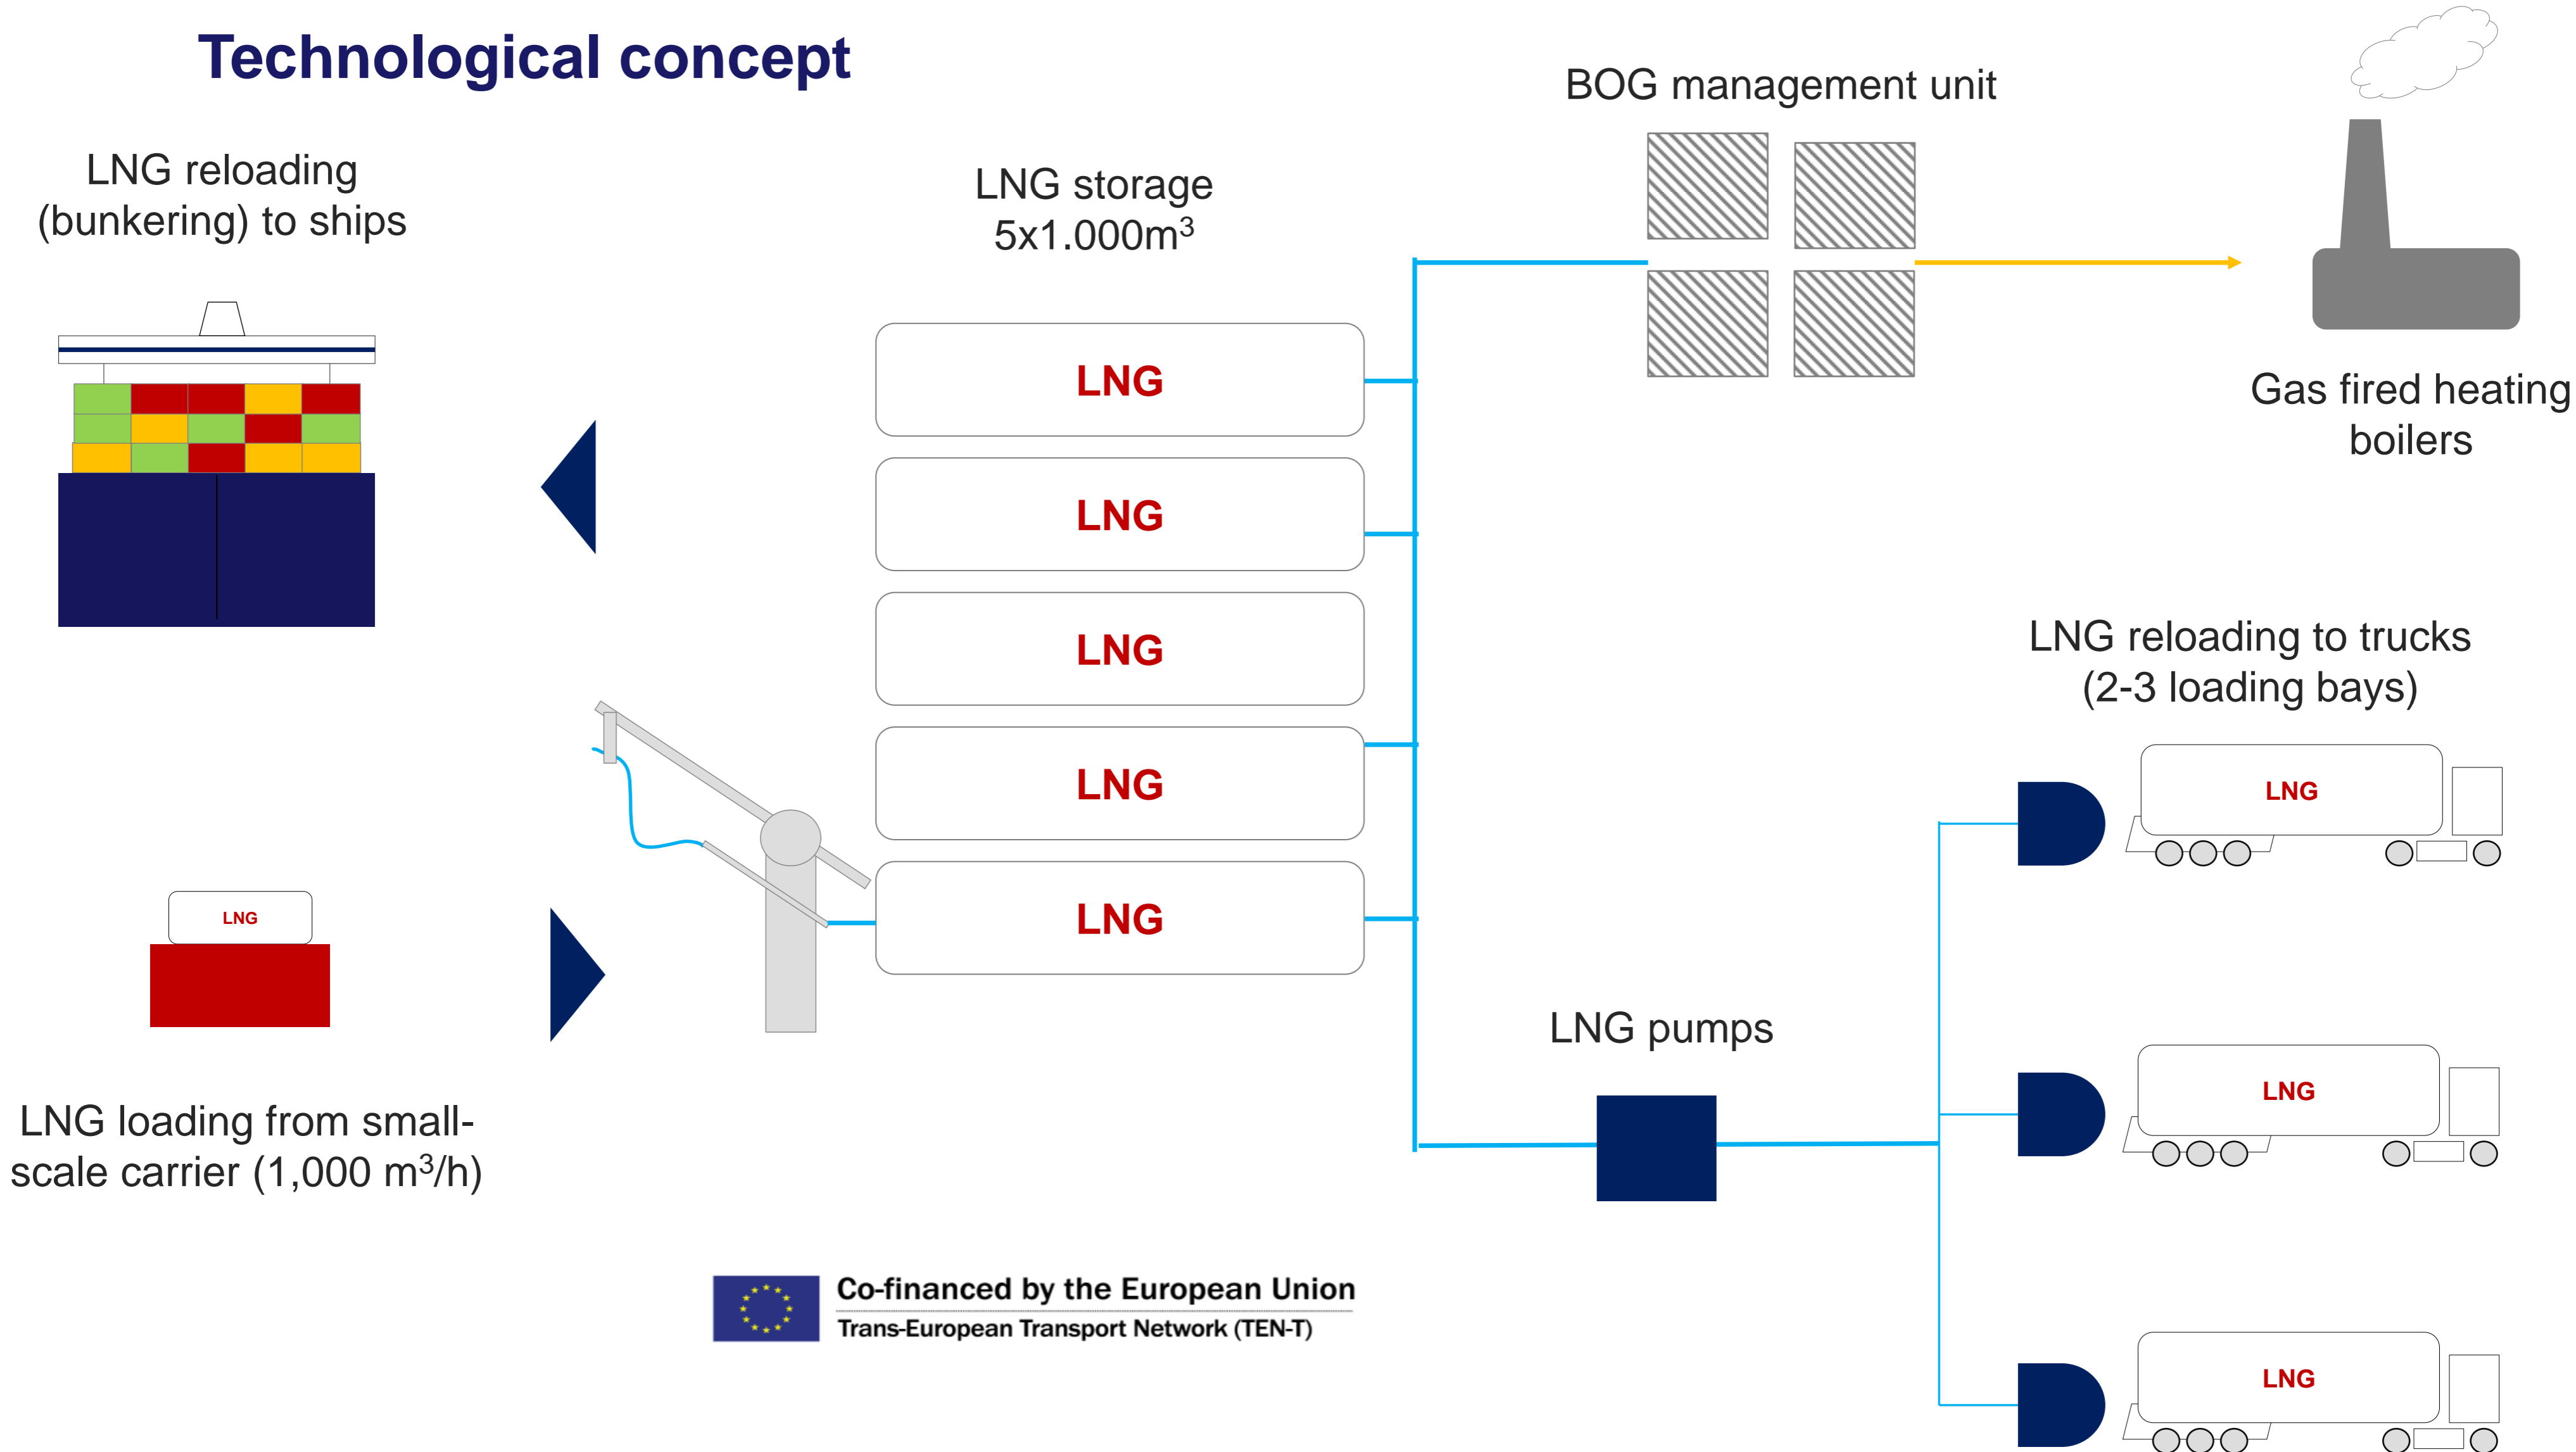 Technological concept
LNG reloading
(bunkering) to ships
LNG storage
5x1.000m³
BOG management unit
Gas fired heating
boilers
LNG
LNG
LNG
LNG
LNG
LNG reloading to trucks
(2-3 loading bays)
LNG
LNG
LNG
LNG
LNG loading from small-
scale carrier (1,000 m³/h)
LNG pumps
Co-financed by the European Union
Trans-European Transport Network (TEN-T)